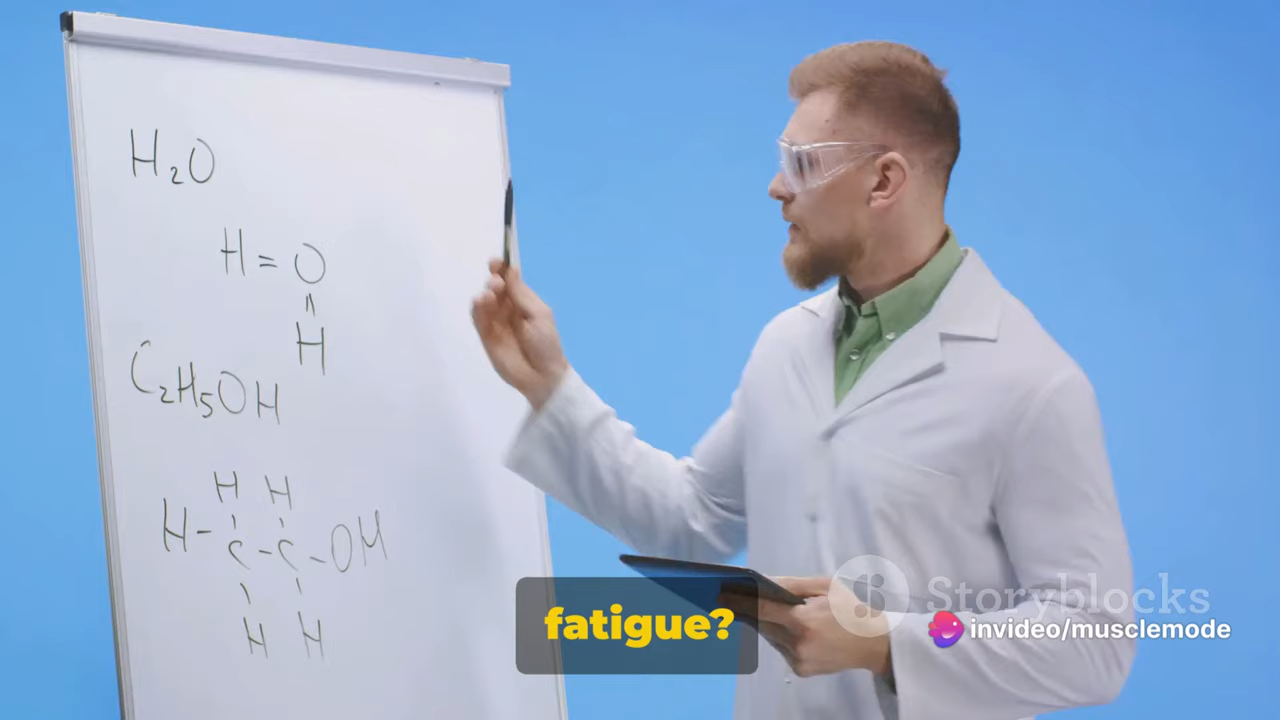 H₂O
H = O
=
H
C₂H₅OH
H H
H - C - C - OH
H H
fatigue?
Storyblocks
invideo/musclemode